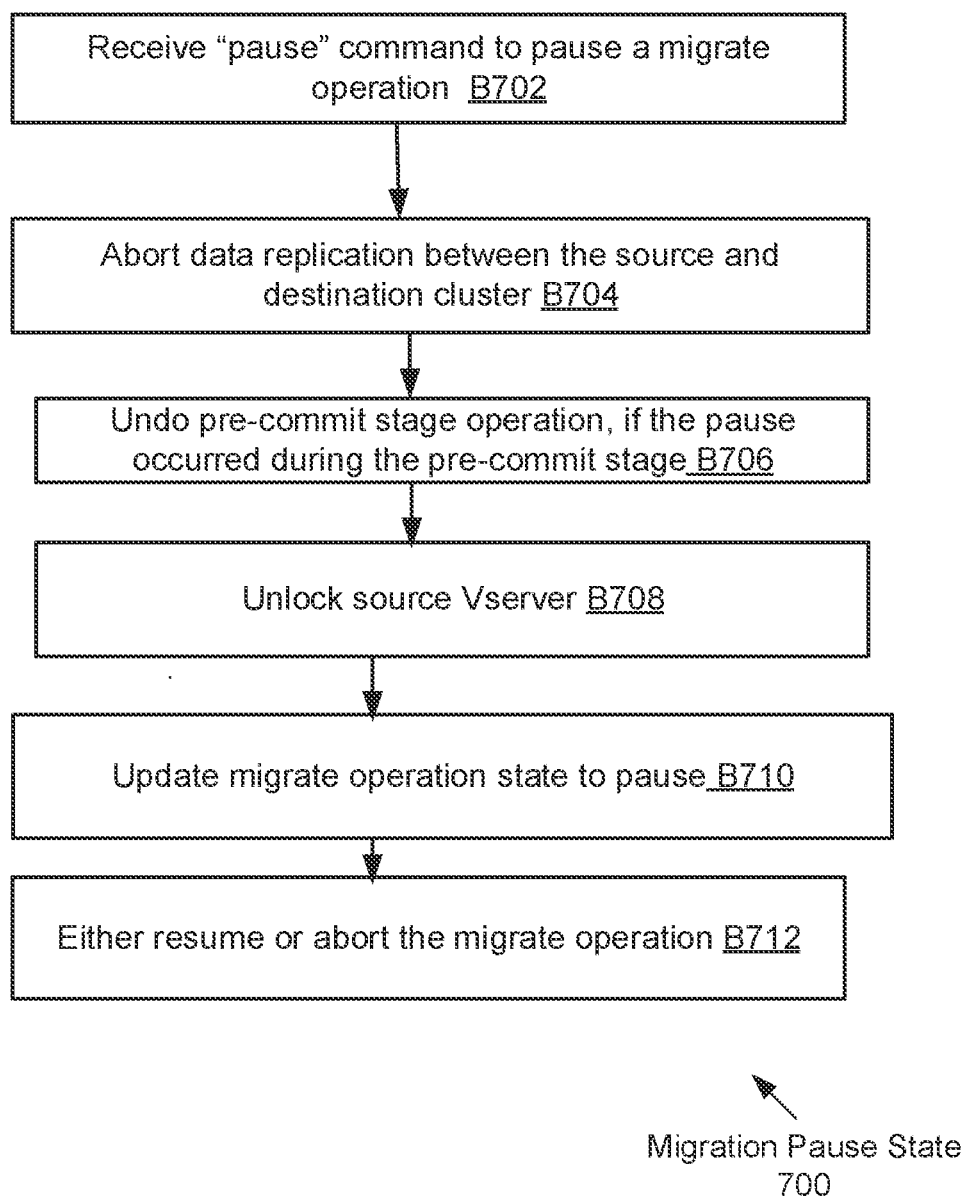 Receive “pause” command to pause a migrate
operation B702
Abort data replication between the source and
destination cluster B704
Undo pre-commit stage operation, if the pause
occurred during the pre-commit stage B706
Unlock source Vserver B708
Update migrate operation state to pause B710
Either resume or abort the migrate operation B712
Migration Pause State
700